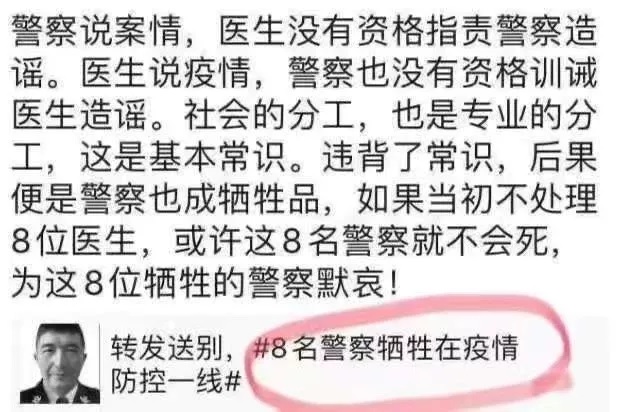 警察说案情，医生没有资格指责警察造
谣。医生说疫情，警察也没有资格训诫
医生造谣。社会的分工，也是专业的分
工，这是基本常识。违背了常识，后果
便是警察也成牺牲品，如果当初不处理
8位医生，或许这8名警察就不会死，
为这8位牺牲的警察默哀！
转发送别，#8名警察牺牲在疫情
防控一线#